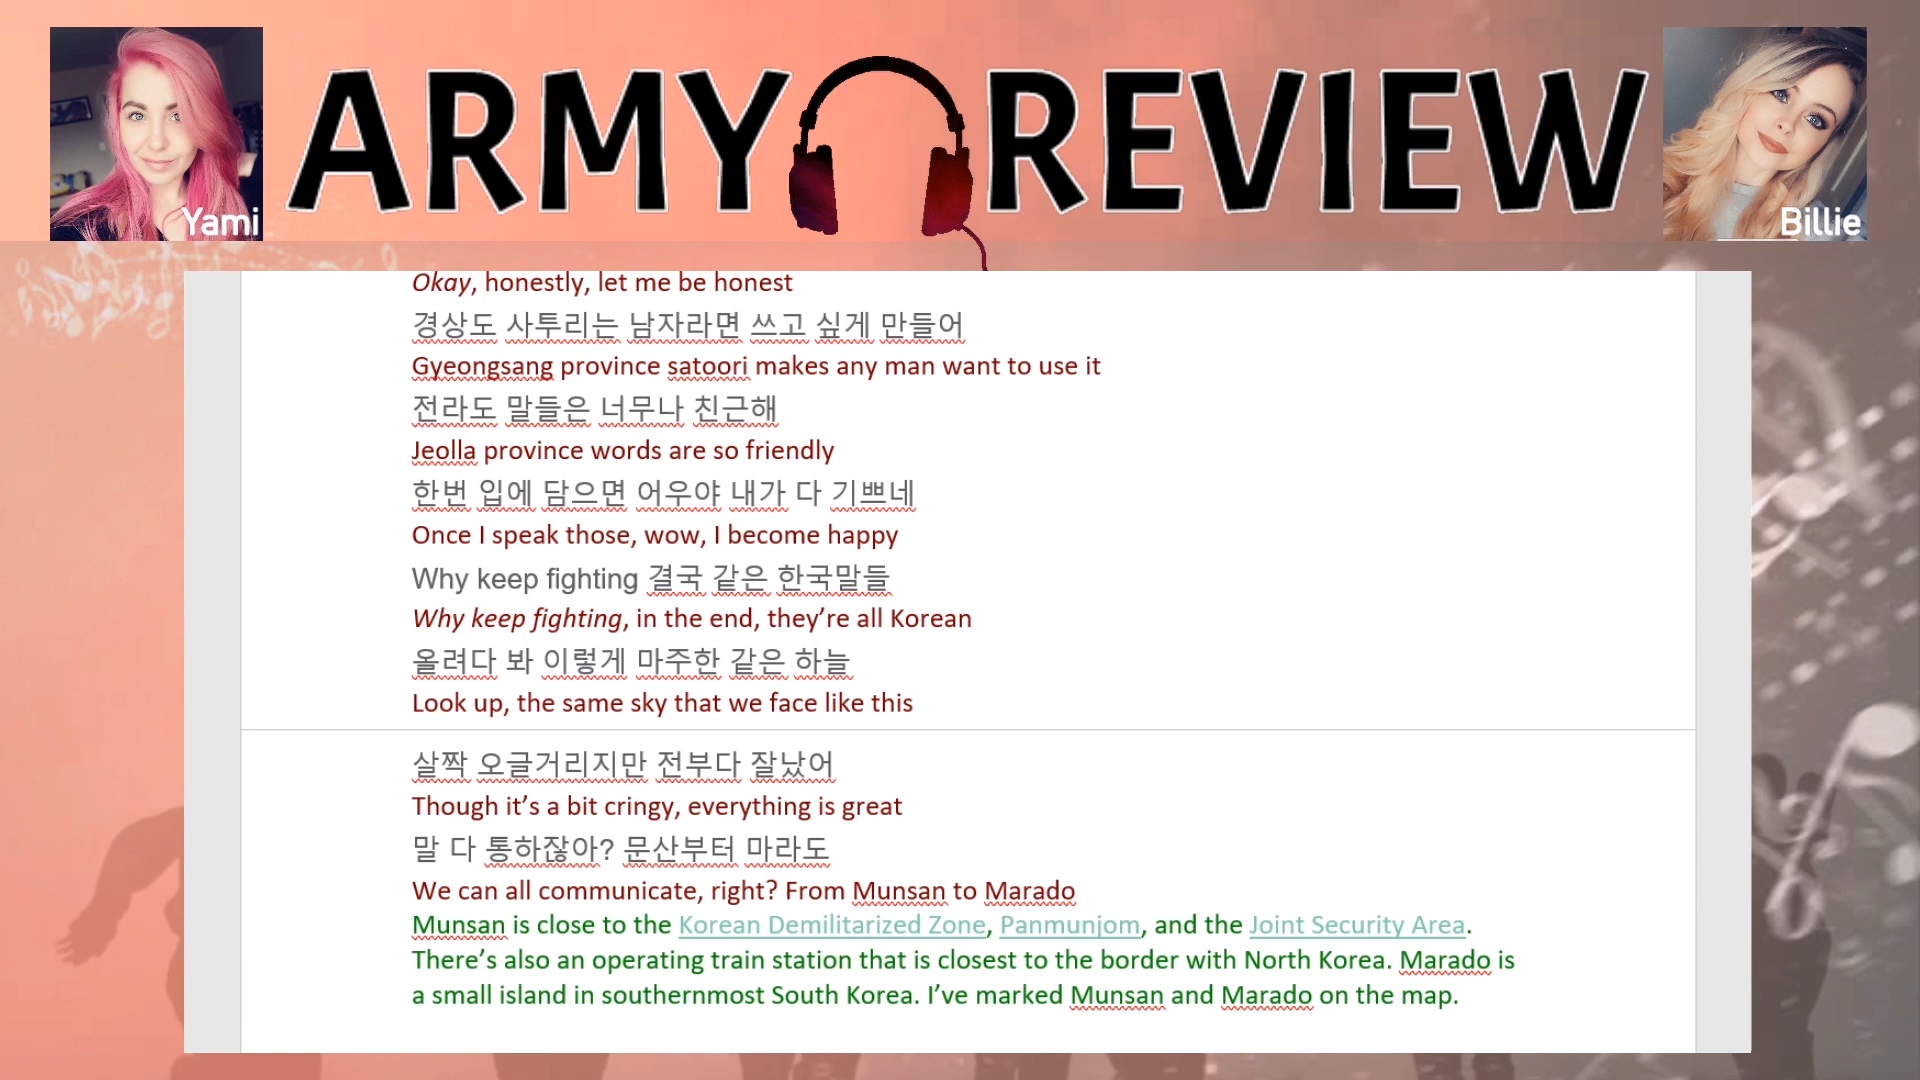 ARMY REVIEW
Yami
Billie
Okay, honestly, let me be honest
경상도 사투리는 남자라면 쓰고 싶게 만들어
Gyeongsang province satoori makes any man want to use it
전라도 말들은 너무나 친근해
Jeolla province words are so friendly
한번 입에 담으면 어우야 내가 다 기쁘네
Once I speak those, wow, I become happy
Why keep fighting 결국 같은 한국말들
Why keep fighting, in the end, they’re all Korean
올려다 봐 이렇게 마주한 같은 하늘
Look up, the same sky that we face like this
살짝 오글거리지만 전부다 잘났어
Though it’s a bit cringy, everything is great
말 다 통하잖아? 문산부터 마라도
We can all communicate, right? From Munsan to Marado
Munsan is close to the Korean Demilitarized Zone, Panmunjom, and the Joint Security Area.
There’s also an operating train station that is closest to the border with North Korea. Marado is
a small island in southernmost South Korea. I’ve marked Munsan and Marado on the map.